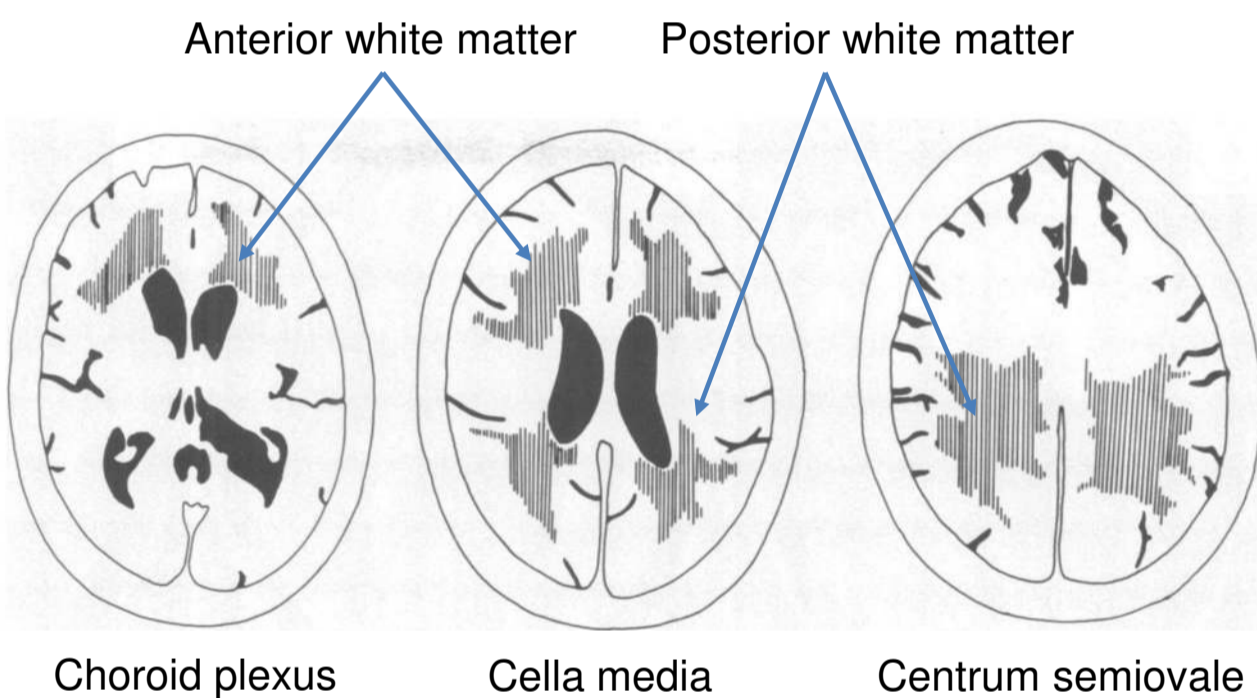 Anterior white matter
Posterior white matter
Choroid plexus
Cella media
Centrum semiovale